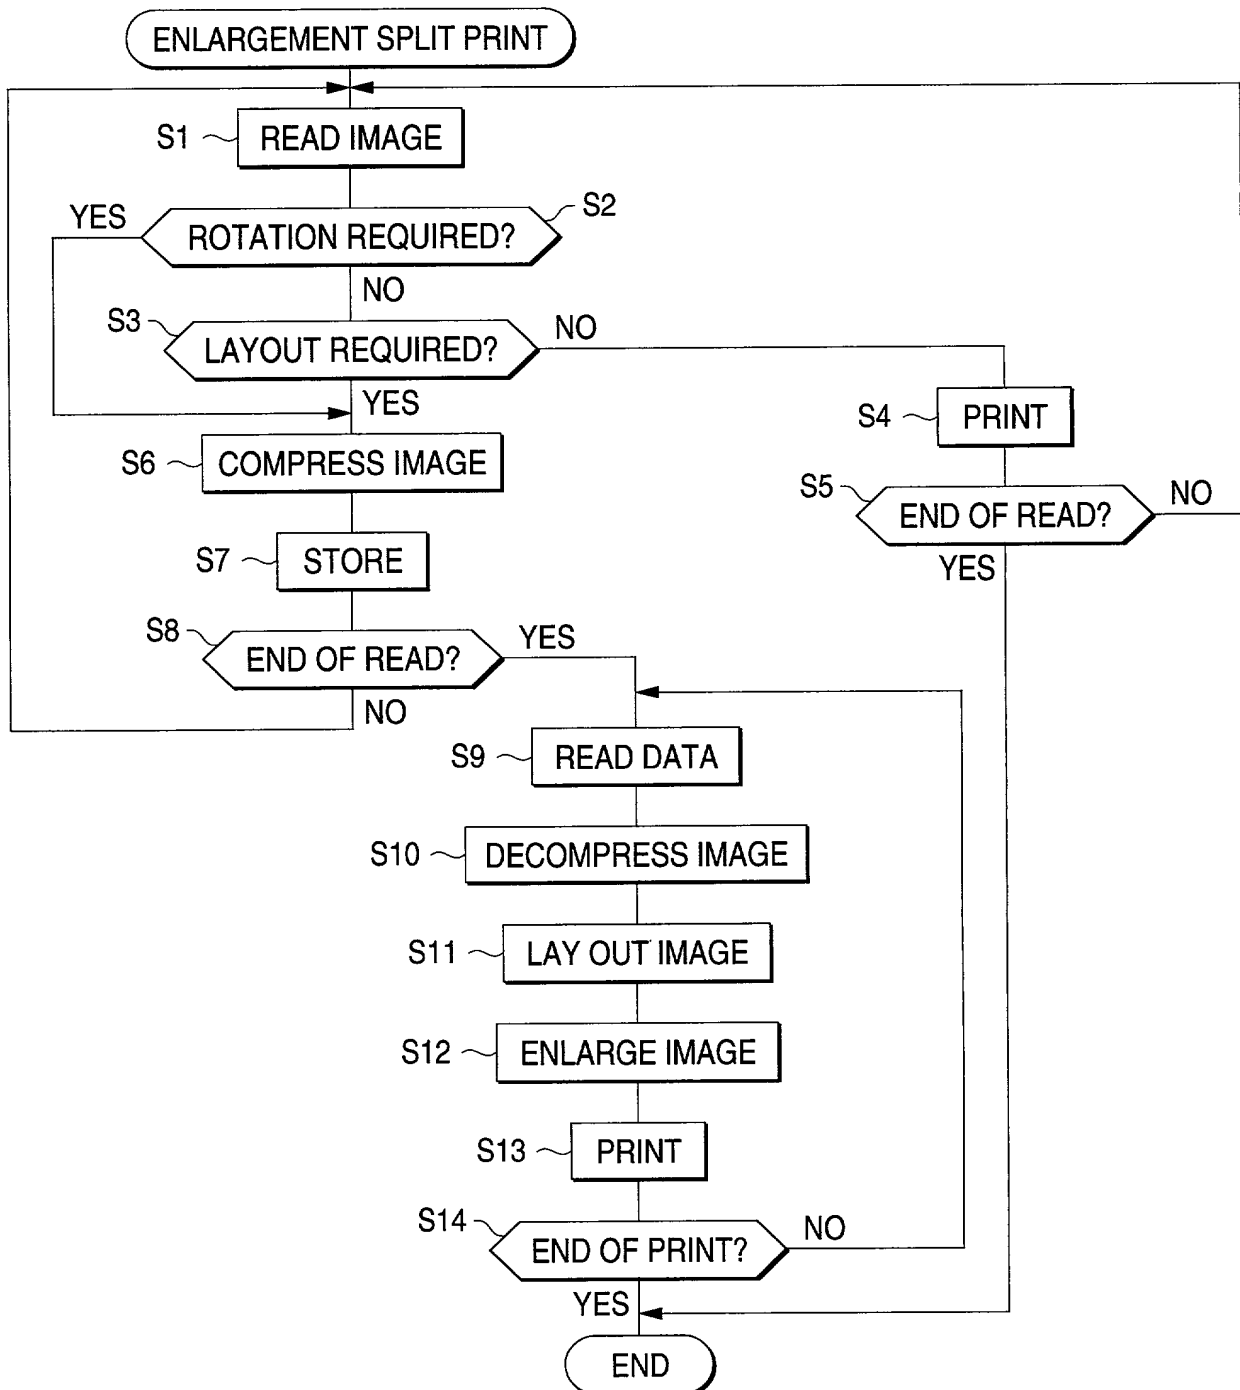 ENLARGEMENT SPLIT PRINT
S1 READ IMAGE
S2
YES
ROTATION REQUIRED?
NO
S3
NO
LAYOUT REQUIRED?
YES
S4 PRINT
S6 COMPRESS IMAGE
S5
NO
END OF READ?
YES
S7 STORE
S8
YES
END OF READ?
NO
S9 READ DATA
S10 DECOMPRESS IMAGE
S11 LAY OUT IMAGE
S12 ENLARGE IMAGE
S13 PRINT
S14
NO
END OF PRINT?
YES
END